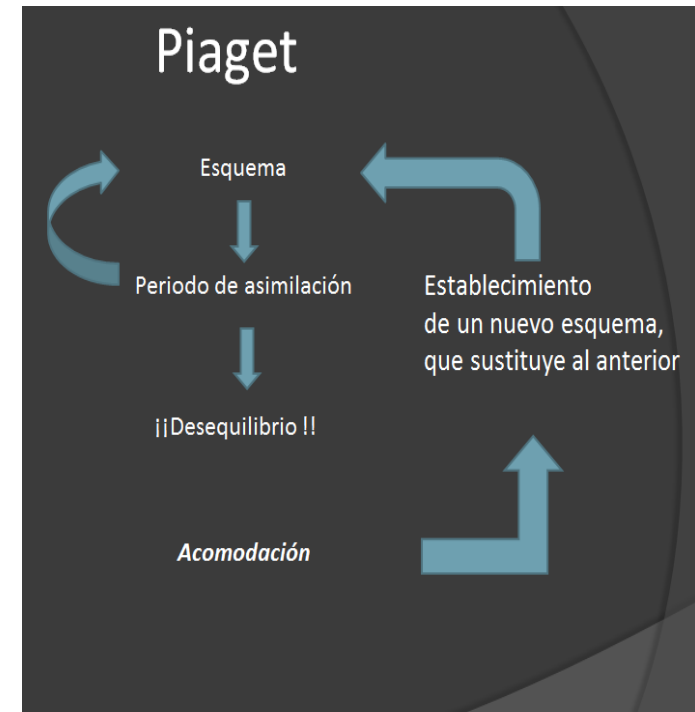 Piaget
Esquema
Periodo de asimilación
¡¡Desequilibrio !!
Acomodación
Establecimiento
de un nuevo esquema,
que sustituye al anterior